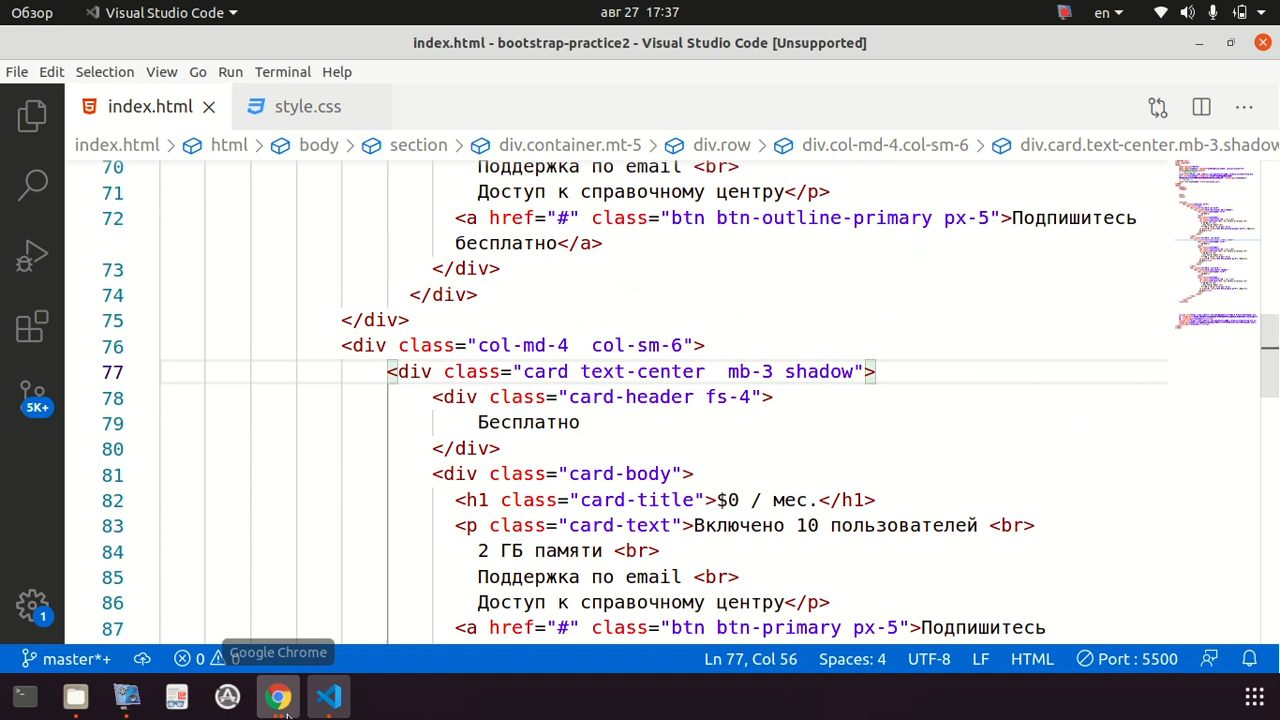 Обзор Visual Studio Code авг 27 17:37 en
index.html - bootstrap-practice2 - Visual Studio Code [Unsupported]
File Edit Selection View Go Run Terminal Help
index.html style.css
index.html > html > body > section > div.container.mt-5 > div.row > div.col-md-4.col-sm-6 > div.card.text-center.mb-3.shadow
70 Поддержка по email <br>
71 Доступ к справочному центру</p>
72 <a href="#" class="btn btn-outline-primary px-5">Подпишитесь
бесплатно</a>
73 </div>
74 </div>
75 </div>
76 <div class="col-md-4  col-sm-6">
77 <div class="card text-center  mb-3 shadow">
78 <div class="card-header fs-4">
79 Бесплатно
80 </div>
81 <div class="card-body">
82 <h1 class="card-title">$0 / мес.</h1>
83 <p class="card-text">Включено 10 пользователей <br>
84 2 ГБ памяти <br>
85 Поддержка по email <br>
86 Доступ к справочному центру</p>
87 <a href="#" class="btn btn-primary px-5">Подпишитесь
5K+
1
Google Chrome
master*+ 0 0 Ln 77, Col 56 Spaces: 4 UTF-8 LF HTML Port : 5500